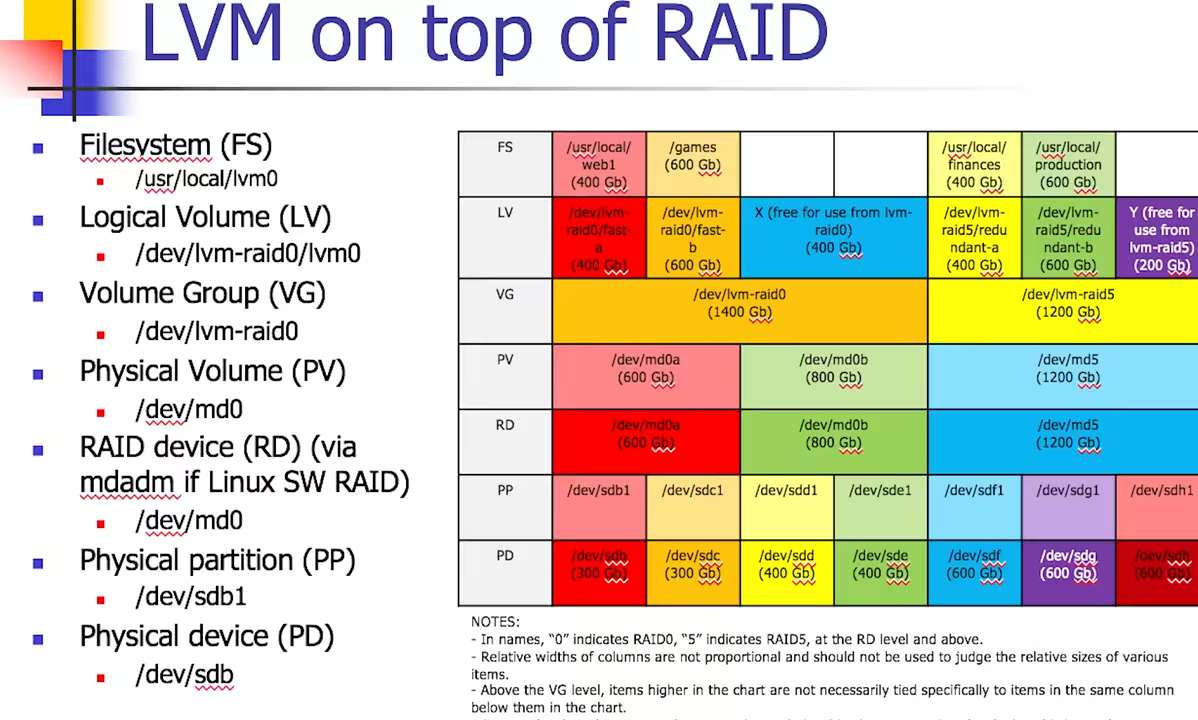 LVM on top of RAID
Filesystem (FS)
/usr/local/lvm0
Logical Volume (LV)
/dev/lvm-raid0/lvm0
Volume Group (VG)
/dev/lvm-raid0
Physical Volume (PV)
/dev/md0
RAID device (RD) (via
mdadm if Linux SW RAID)
/dev/md0
Physical partition (PP)
/dev/sdb1
Physical device (PD)
/dev/sdb
FS
/usr/local/
web1
(400 Gb)
/games
(600 Gb)
/usr/local/
finances
(400 Gb)
/usr/local/
production
(600 Gb)
LV
/dev/lvm-
raid0/fast-
a
(400 Gb)
/dev/lvm-
raid0/fast-
b
(600 Gb)
X (free for use from lvm-
raid0)
(400 Gb)
/dev/lvm-
raid5/redu
ndant-a
(400 Gb)
/dev/lvm-
raid5/redu
ndant-b
(600 Gb)
Y (free for
use from
lvm-raid5)
(200 Gb)
VG
/dev/lvm-raid0
(1400 Gb)
/dev/lvm-raid5
(1200 Gb)
PV
/dev/md0a
(600 Gb)
/dev/md0b
(800 Gb)
/dev/md5
(1200 Gb)
RD
/dev/md0a
(600 Gb)
/dev/md0b
(800 Gb)
/dev/md5
(1200 Gb)
PP
/dev/sdb1
/dev/sdc1
/dev/sdd1
/dev/sde1
/dev/sdf1
/dev/sdg1
/dev/sdh1
PD
/dev/sdb
(300 Gb)
/dev/sdc
(300 Gb)
/dev/sdd
(400 Gb)
/dev/sde
(400 Gb)
/dev/sdf
(600 Gb)
/dev/sdg
(600 Gb)
/dev/sdh
(600 Gb)
NOTES:
- In names, “0” indicates RAID0, “5” indicates RAID5, at the RD level and above.
- Relative widths of columns are not proportional and should not be used to judge the relative sizes of various
items.
- Above the VG level, items higher in the chart are not necessarily tied specifically to items in the same column
below them in the chart.